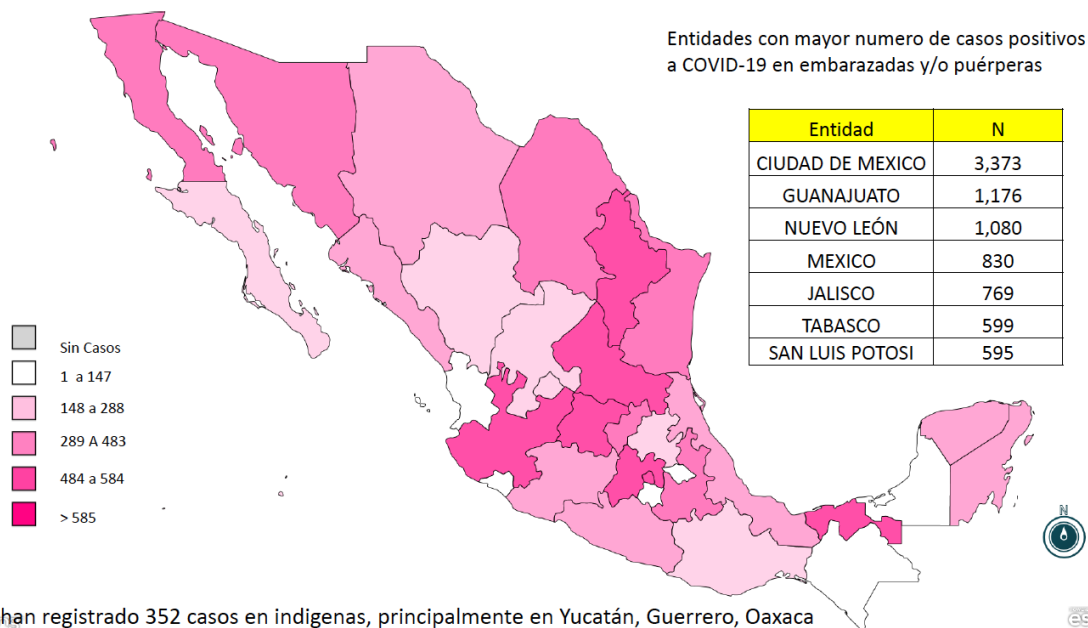 Entidades con mayor numero de casos positivos
a COVID-19 en embarazadas y/o puérperas
Entidad N
CIUDAD DE MEXICO 3,373
GUANAJUATO 1,176
NUEVO LEÓN 1,080
MEXICO 830
JALISCO 769
TABASCO 599
SAN LUIS POTOSI 595
Sin Casos
1 a 147
148 a 288
289 A 483
484 a 584
> 585
N
han registrado 352 casos en indigenas, principalmente en Yucatán, Guerrero, Oaxaca